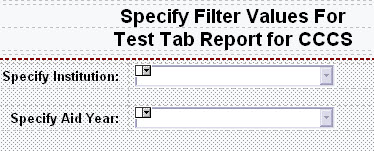 Specify Filter Values For
Test Tab Report for CCCS
Specify Institution:
Specify Aid Year: